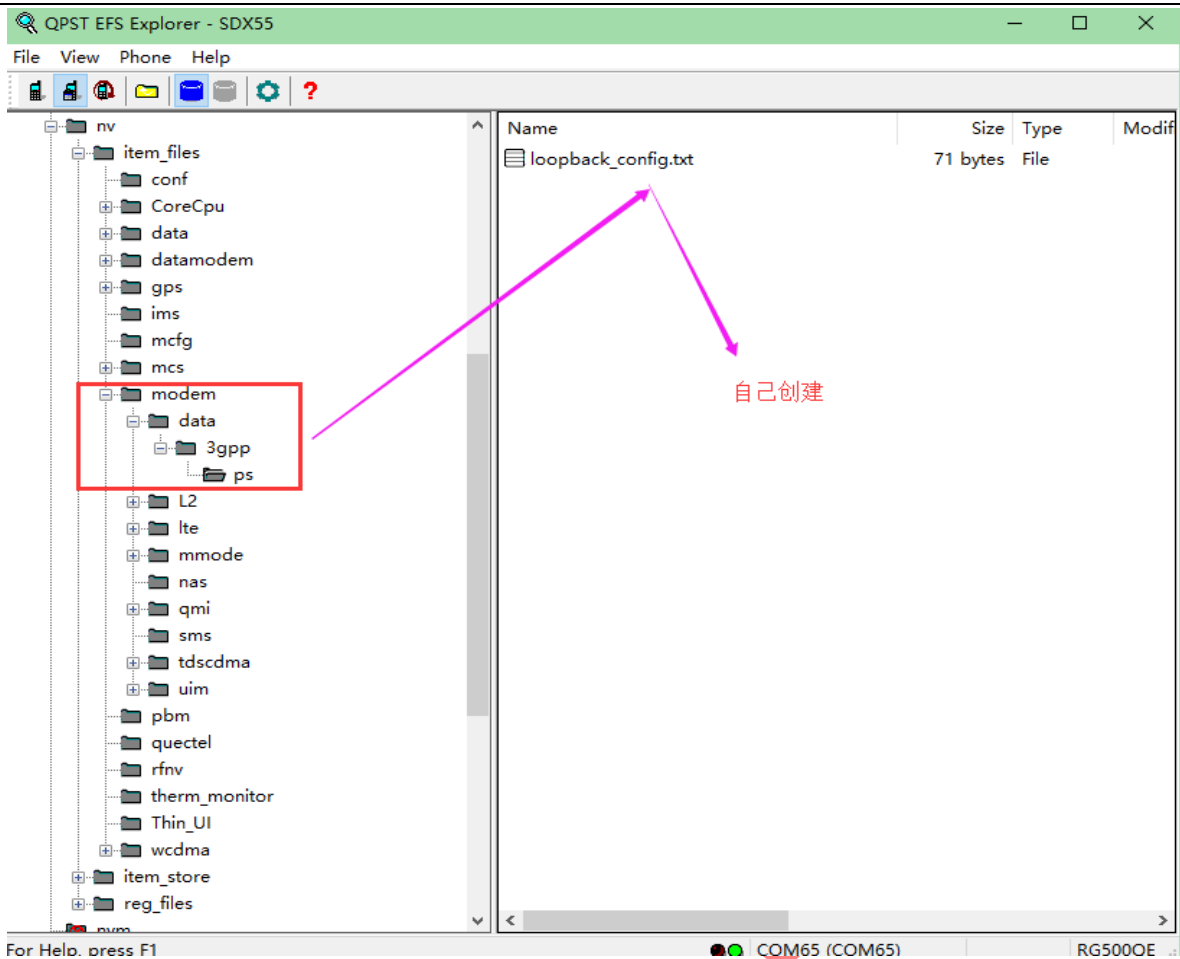 QPST EFS Explorer - SDX55
File View Phone Help
nv
item_files
conf
CoreCpu
data
datamodem
gps
ims
mcfg
mcs
modem
data
3gpp
ps
L2
lte
mmode
nas
qmi
sms
tdscdma
uim
pbm
quectel
rfnv
therm_monitor
Thin_UI
wcdma
item_store
reg_files
nvm
Name Size Type Modif
loopback_config.txt 71 bytes File
自己创建
For Help, press F1 COM65 (COM65) RG500QE